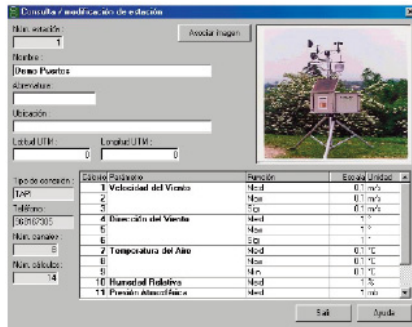 Consulta / modificación de estación
Núm. estación :
1
Asociar imagen
Nombre :
Demo Puertos
Abreviatura :
Ubicación :
Latitud UTM : Longitud UTM :
0 0
Tipo de conexión :
TAPI
Teléfono :
Núm. canales :
8
Núm. cálculos :
14
Cálculo Parámetro Función Escala Unidad
1 Velocidad del Viento Med 0.1 m/s
2 Max 0.1 m/s
3 Sig 0.1 m/s
4 Dirección del Viento Med 1 °
5 Max 1 °
6 Sig 1 °
7 Temperatura del Aire Med 0.1 °C
8 Max 0.1 °C
9 Min 0.1 °C
10 Humedad Relativa Med 1 %
11 Presión Atmosférica Med 1 mb
Salir Ayuda